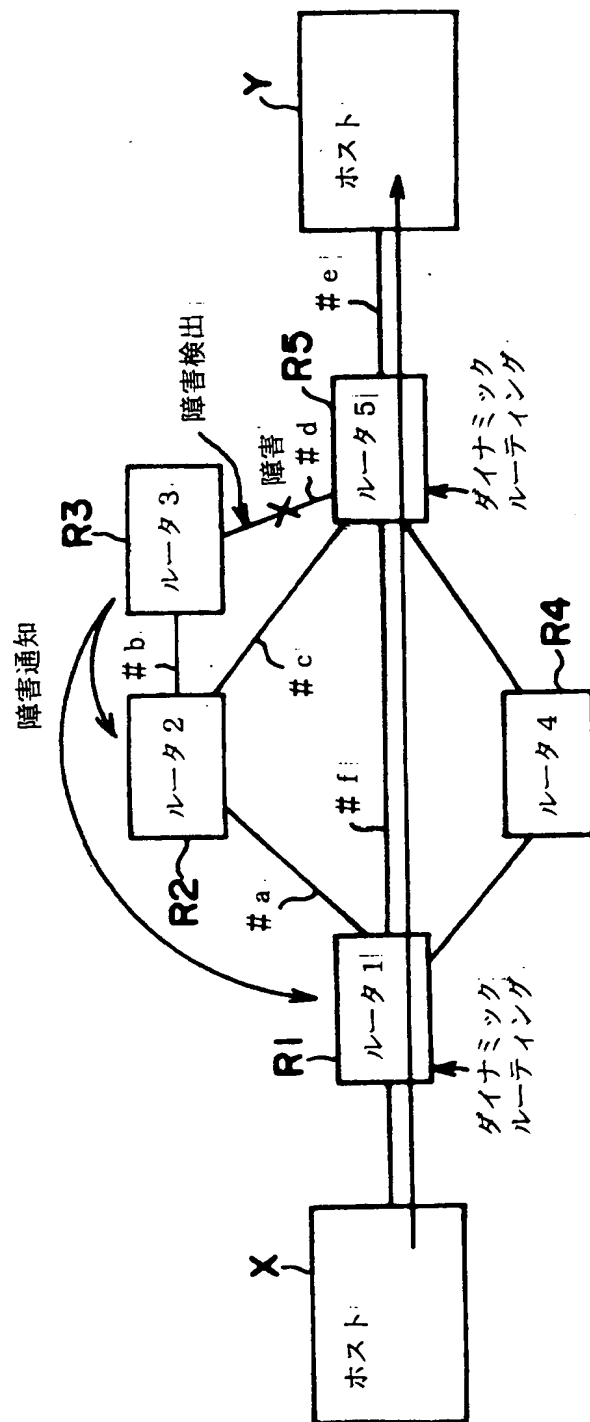 障害通知
R3
ルータ3
障害検出
R2
ルータ2
#b
障害
#d
#a
#c
R5
ルータ5
#e
Y
ホスト
X
ホスト
R1
ルータ1
#f
ダイナミック
ルーティング
ダイナミック
ルーティング
R4
ルータ4